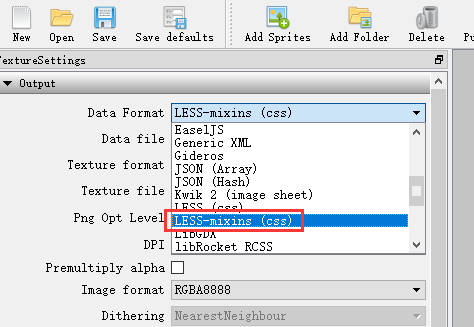 New Open Save Save defaults Add Sprites Add Folder Delete Pu
TextureSettings
Output
Data Format LESS-mixins (css)
EaselJS
Data file Generic XML
Gideros
Texture format JSON (Array)
JSON (Hash)
Texture file Kwik 2 (image sheet)
LESS (css)
Png Opt Level LESS-mixins (css)
LibGDX
DPI libRocket RCSS
Premultiply alpha
Image format RGBA8888
Dithering NearestNeighbour